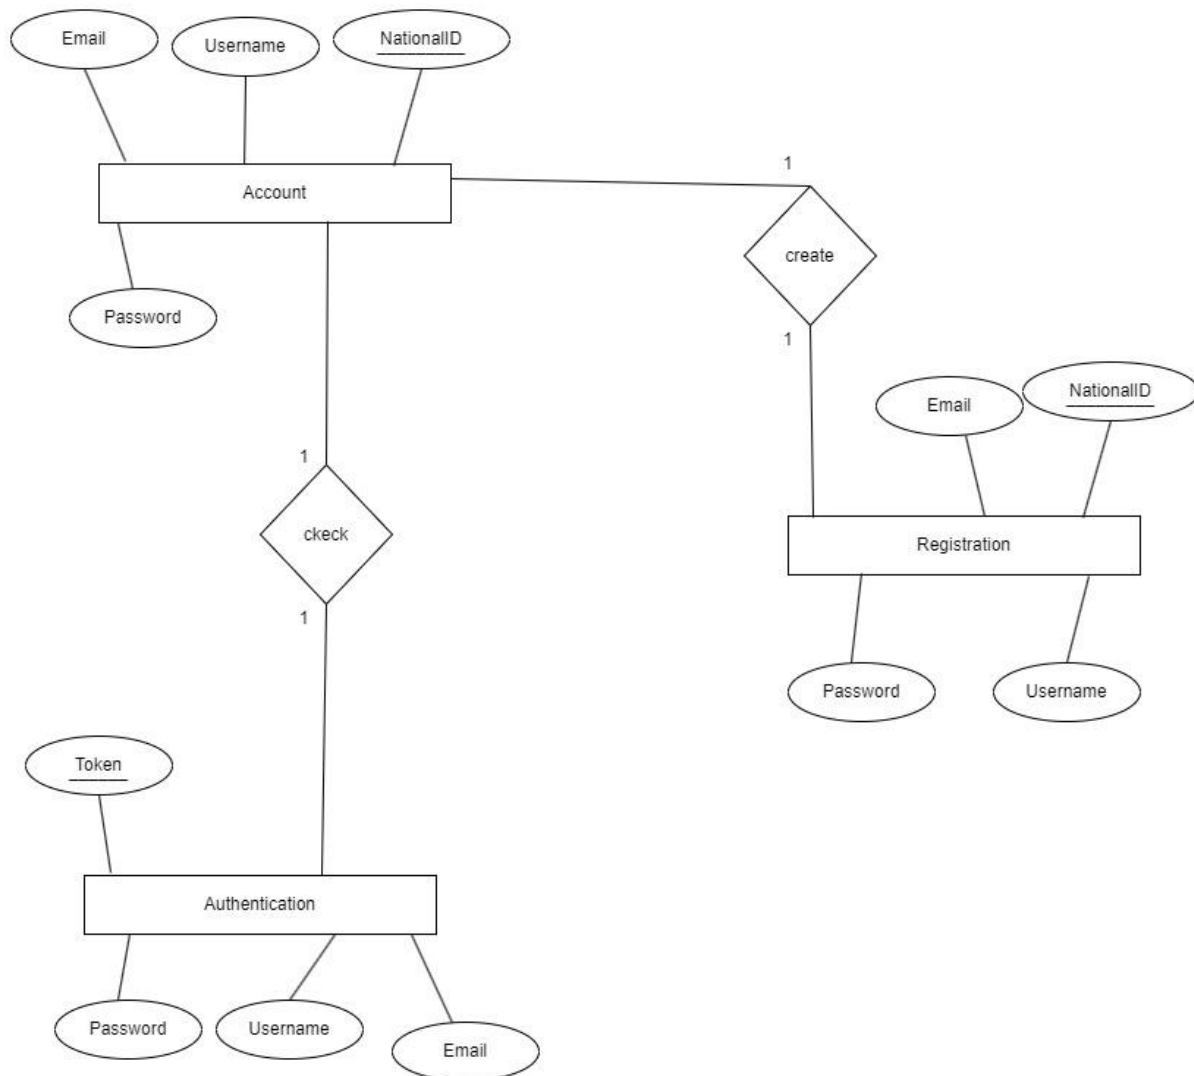 Email
Username
NationalID
Account
Password
1
create
1
Email
NationalID
Registration
Password
Username
1
ckeck
1
Token
Authentication
Password
Username
Email